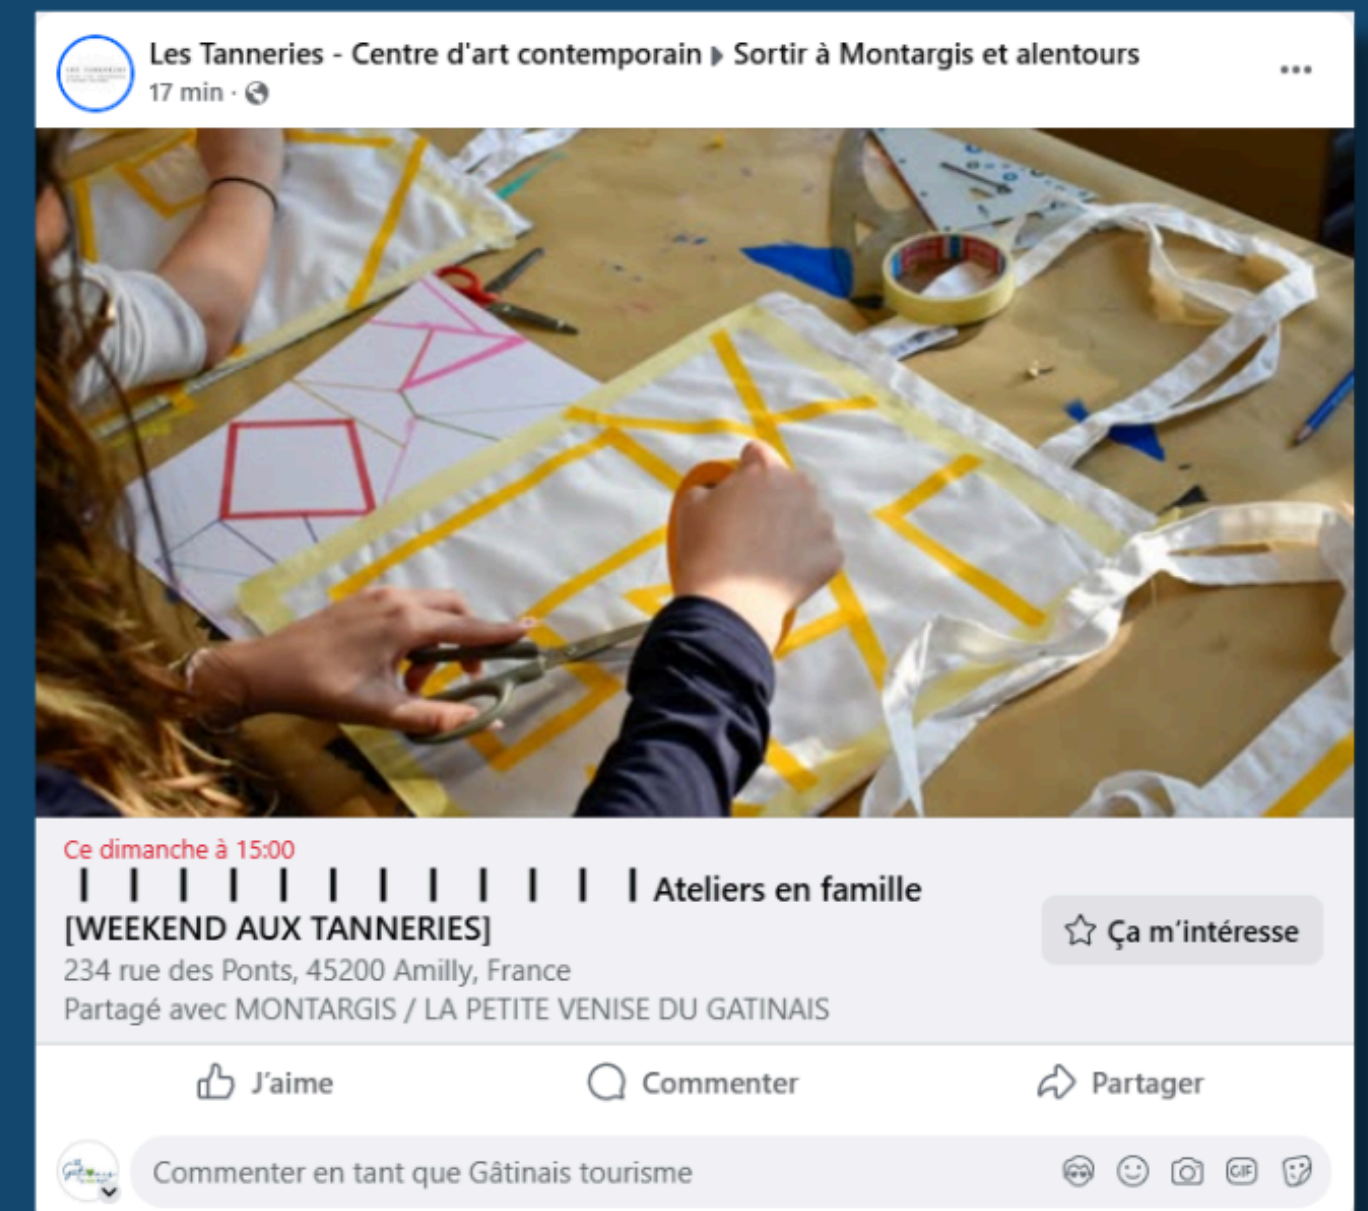 Les Tanneries - Centre d'art contemporain ▸ Sortir à Montargis et alentours
17 min ·
Ce dimanche à 15:00
| | | | | | | | | | | | Ateliers en famille
[WEEKEND AUX TANNERIES]
234 rue des Ponts, 45200 Amilly, France
Partagé avec MONTARGIS / LA PETITE VENISE DU GATINAIS
Ça m'intéresse
J'aime
Commenter
Partager
Commenter en tant que Gâtinais tourisme
GIF